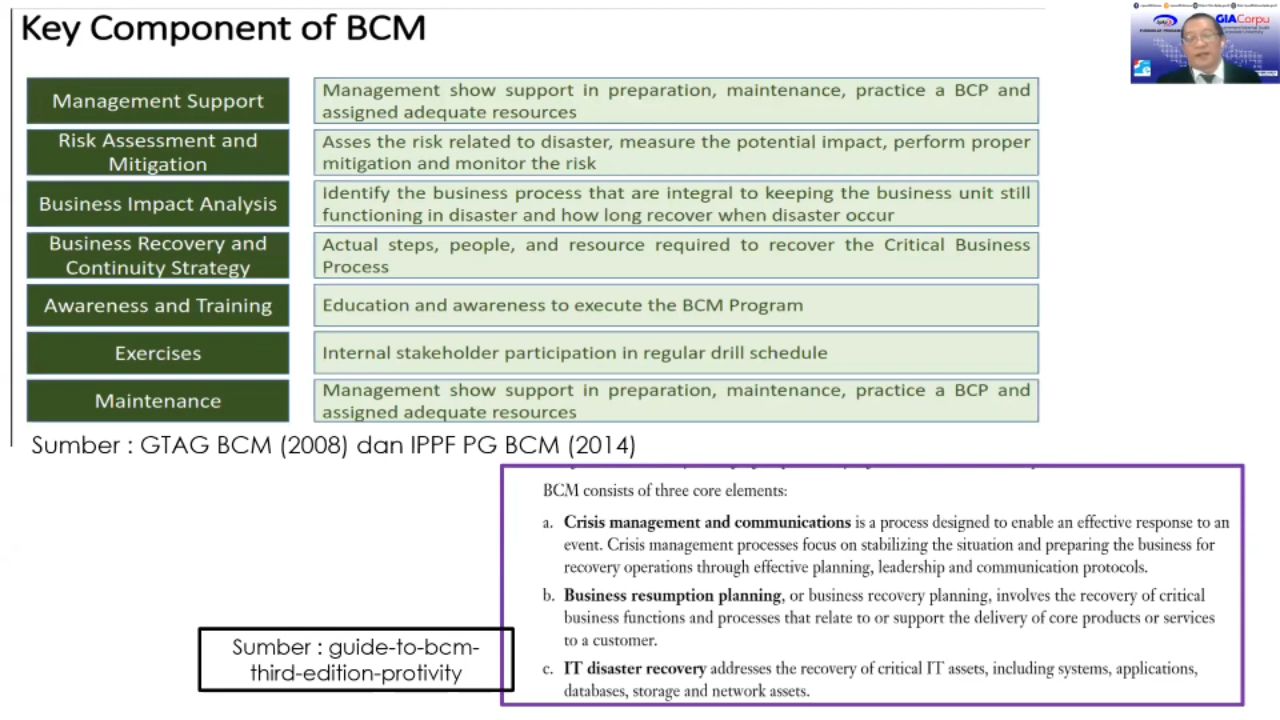 Key Component of BCM
GIACorpu
Management Support
Management show support in preparation, maintenance, practice a BCP and
assigned adequate resources
Risk Assessment and
Mitigation
Asses the risk related to disaster, measure the potential impact, perform proper
mitigation and monitor the risk
Business Impact Analysis
Identify the business process that are integral to keeping the business unit still
functioning in disaster and how long recover when disaster occur
Business Recovery and
Continuity Strategy
Actual steps, people, and resource required to recover the Critical Business
Process
Awareness and Training
Education and awareness to execute the BCM Program
Exercises
Internal stakeholder participation in regular drill schedule
Maintenance
Management show support in preparation, maintenance, practice a BCP and
assigned adequate resources
Sumber : GTAG BCM (2008) dan IPPF PG BCM (2014)
BCM consists of three core elements:
a. Crisis management and communications is a process designed to enable an effective response to an
event. Crisis management processes focus on stabilizing the situation and preparing the business for
recovery operations through effective planning, leadership and communication protocols.
b. Business resumption planning, or business recovery planning, involves the recovery of critical
business functions and processes that relate to or support the delivery of core products or services
to a customer.
c. IT disaster recovery addresses the recovery of critical IT assets, including systems, applications,
databases, storage and network assets.
Sumber : guide-to-bcm-
third-edition-protivity